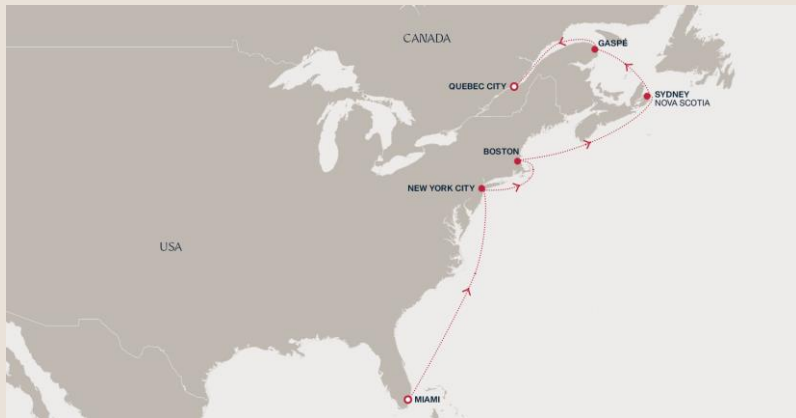 CANADA
GASPÉ
QUEBEC CITY
SYDNEY
NOVA SCOTIA
BOSTON
NEW YORK CITY
USA
MIAMI